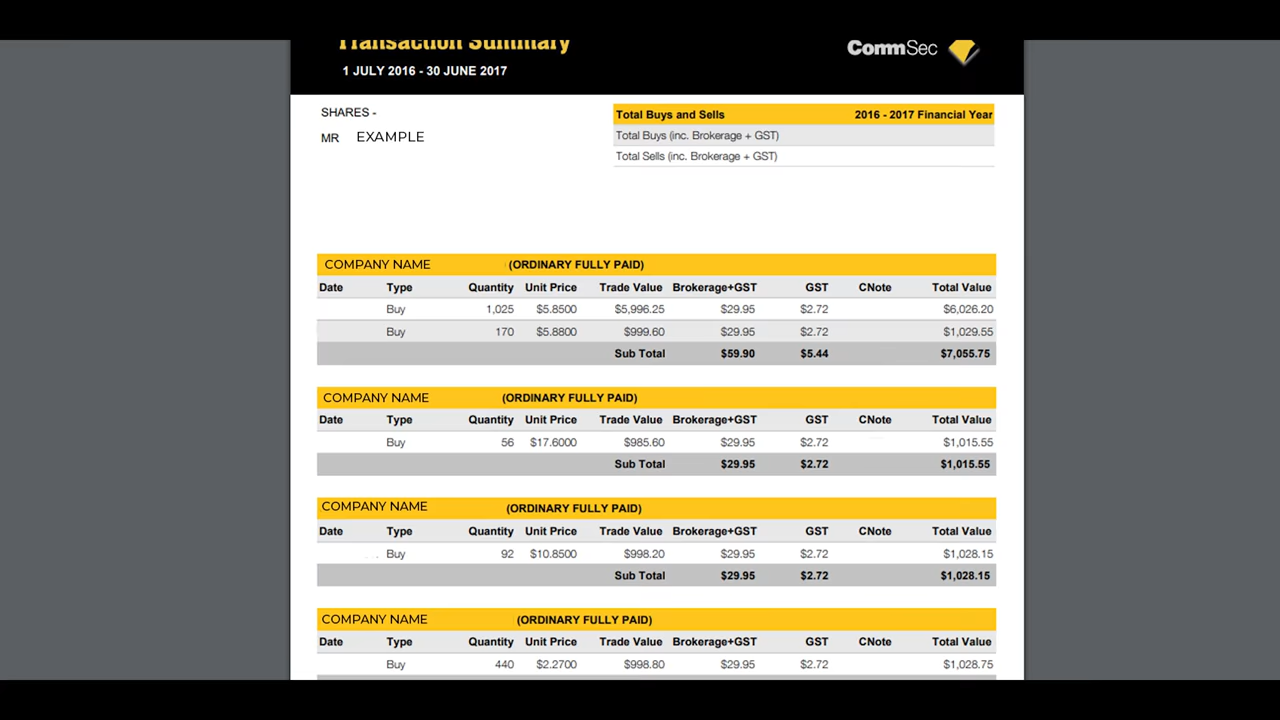 Transaction Summary
CommSec
1 JULY 2016 - 30 JUNE 2017
SHARES -
MR EXAMPLE
Total Buys and Sells 2016 - 2017 Financial Year
Total Buys (inc. Brokerage + GST)
Total Sells (inc. Brokerage + GST)
COMPANY NAME (ORDINARY FULLY PAID)
Date Type Quantity Unit Price Trade Value Brokerage+GST GST CNote Total Value
Buy 1,025 $5.8500 $5,996.25 $29.95 $2.72 $6,026.20
Buy 170 $5.8800 $999.60 $29.95 $2.72 $1,029.55
Sub Total $59.90 $5.44 $7,055.75
COMPANY NAME (ORDINARY FULLY PAID)
Date Type Quantity Unit Price Trade Value Brokerage+GST GST CNote Total Value
Buy 56 $17.6000 $985.60 $29.95 $2.72 $1,015.55
Sub Total $29.95 $2.72 $1,015.55
COMPANY NAME (ORDINARY FULLY PAID)
Date Type Quantity Unit Price Trade Value Brokerage+GST GST CNote Total Value
Buy 92 $10.8500 $998.20 $29.95 $2.72 $1,028.15
Sub Total $29.95 $2.72 $1,028.15
COMPANY NAME (ORDINARY FULLY PAID)
Date Type Quantity Unit Price Trade Value Brokerage+GST GST CNote Total Value
Buy 440 $2.2700 $998.80 $29.95 $2.72 $1,028.75